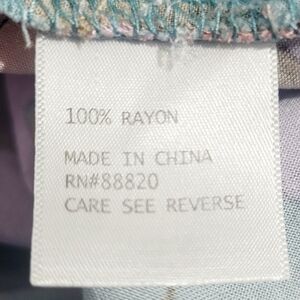 100% RAYON
MADE IN CHINA
RN#88820
CARE SEE REVERSE